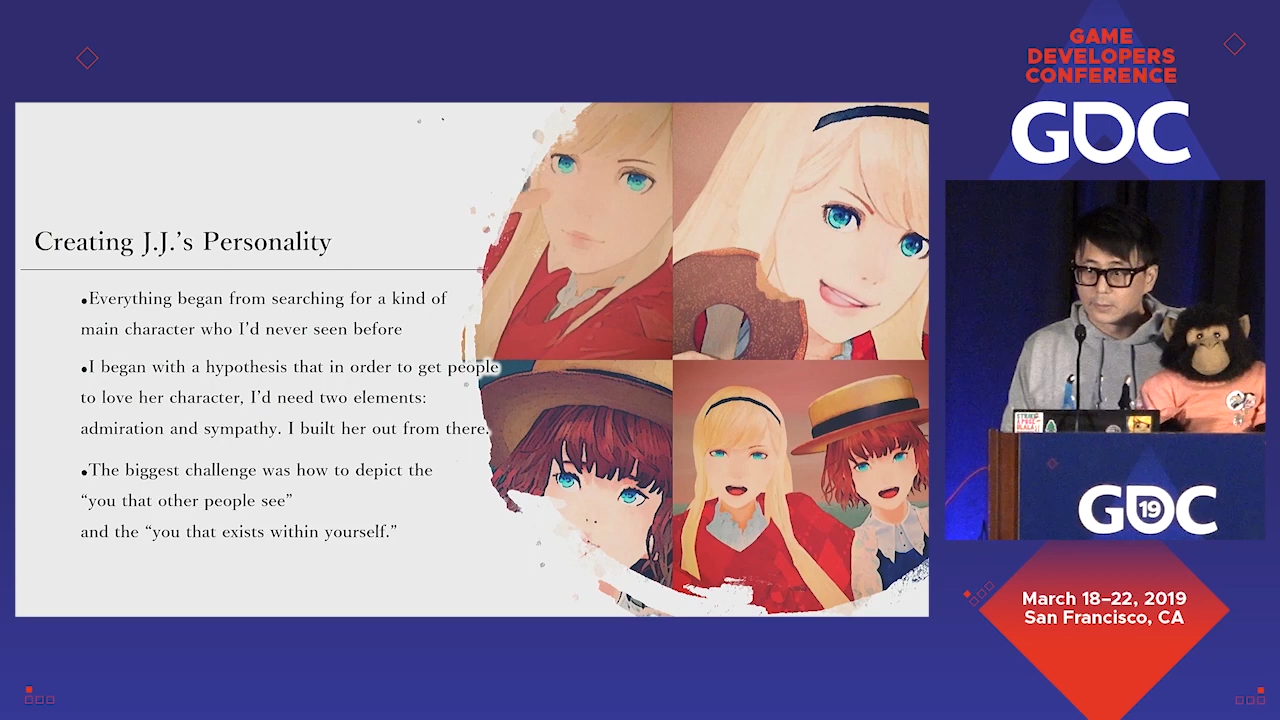 GAME
DEVELOPERS
CONFERENCE
GDC
Creating J.J.’s Personality
•Everything began from searching for a kind of
main character who I’d never seen before
•I began with a hypothesis that in order to get people
to love her character, I’d need two elements:
admiration and sympathy. I built her out from there.
•The biggest challenge was how to depict the
“you that other people see”
and the “you that exists within yourself.”
GDC
19
March 18–22, 2019
San Francisco, CA